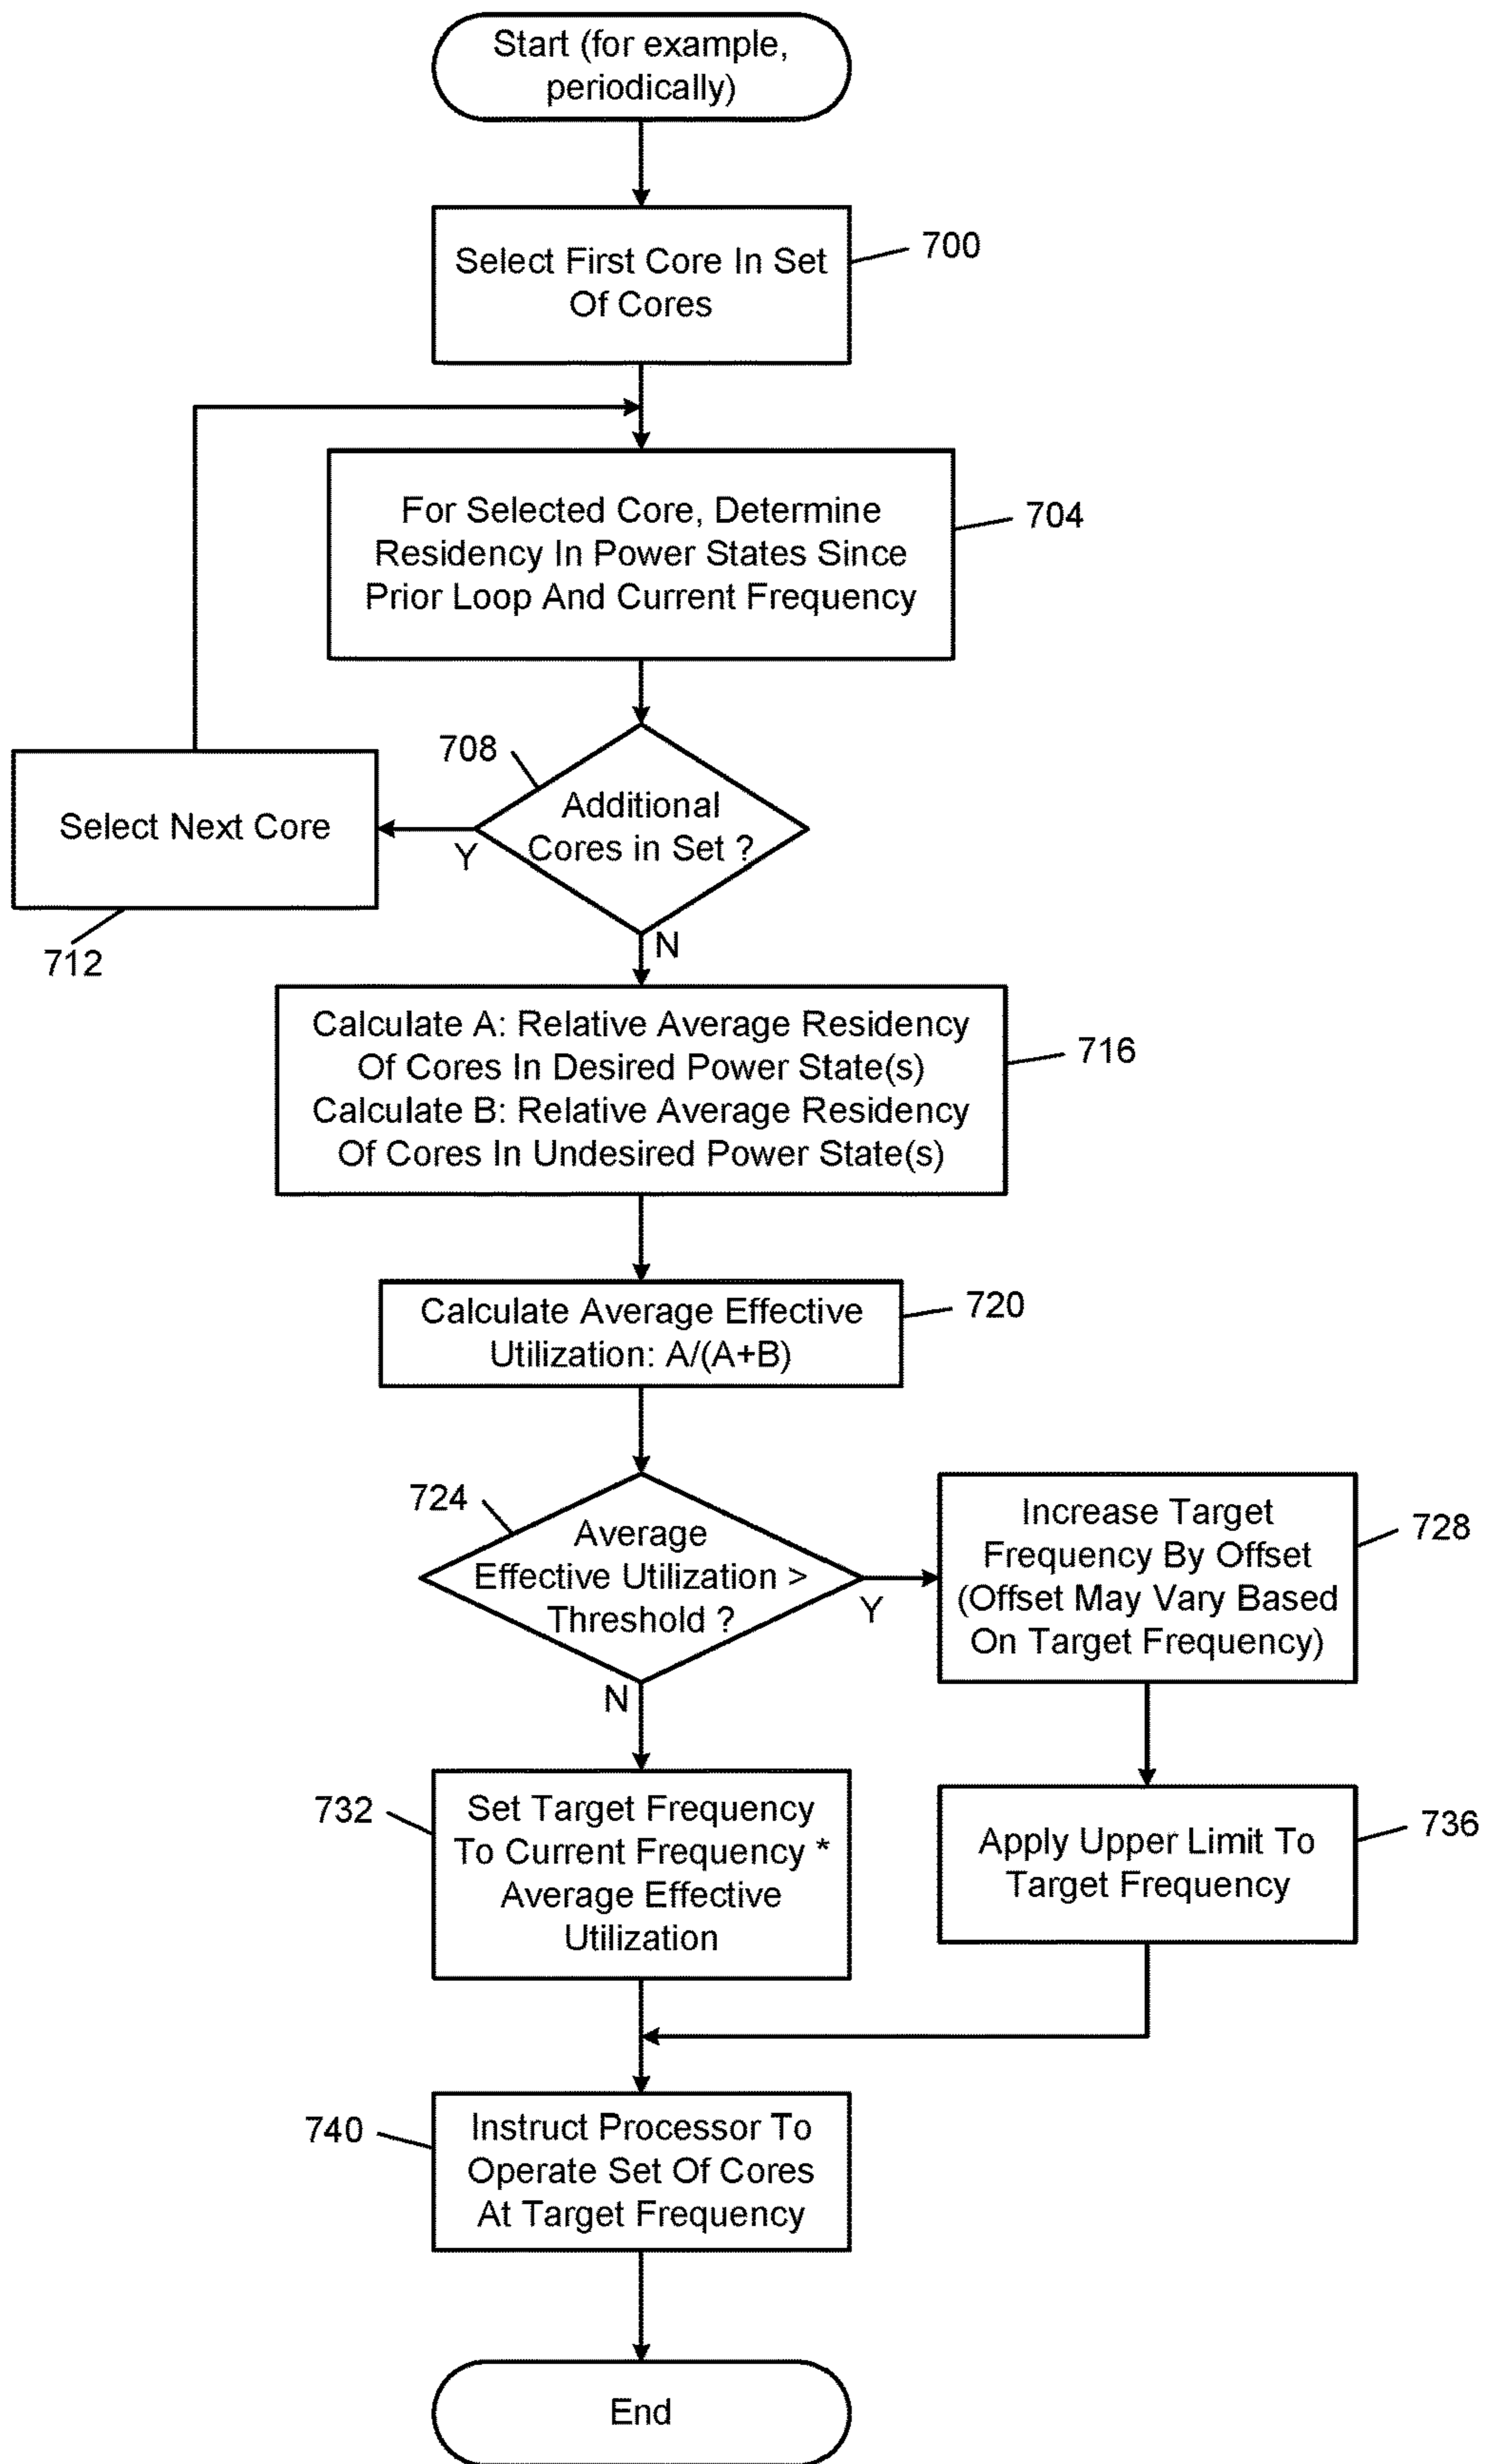 Start (for example,
periodically)
Select First Core In Set
Of Cores
700
For Selected Core, Determine
Residency In Power States Since
Prior Loop And Current Frequency
704
708
Additional
Cores in Set ?
Y
N
Select Next Core
712
Calculate A: Relative Average Residency
Of Cores In Desired Power State(s)
Calculate B: Relative Average Residency
Of Cores In Undesired Power State(s)
716
Calculate Average Effective
Utilization: A/(A+B)
720
724
Average
Effective Utilization >
Threshold ?
Y
N
Increase Target
Frequency By Offset
(Offset May Vary Based
On Target Frequency)
728
732
Set Target Frequency
To Current Frequency *
Average Effective
Utilization
Apply Upper Limit To
Target Frequency
736
740
Instruct Processor To
Operate Set Of Cores
At Target Frequency
End